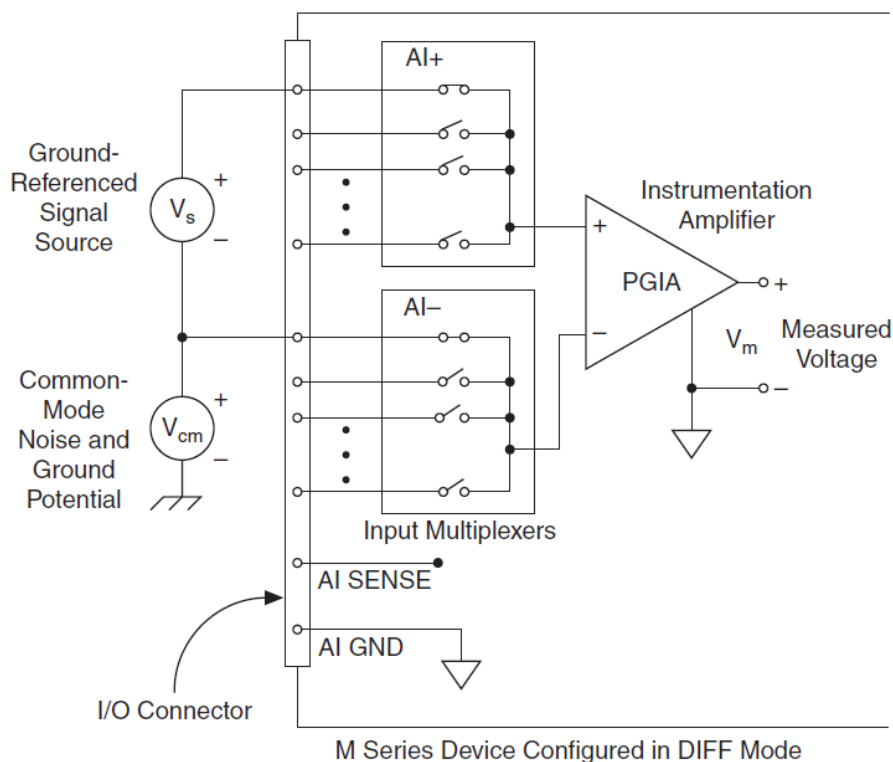 AI+
Ground-
Referenced
Signal
Source
+
Vs
–
Instrumentation
Amplifier
+
PGIA
–
+
Vm
Measured
Voltage
–
AI–
Common-
Mode
Noise and
Ground
Potential
+
Vcm
–
Input Multiplexers
AI SENSE
AI GND
I/O Connector
M Series Device Configured in DIFF Mode